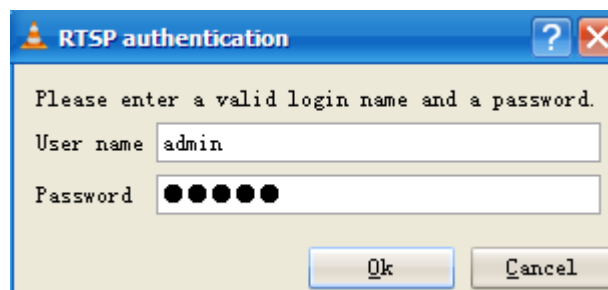 RTSP authentication
Please enter a valid login name and a password.
User name admin
Password ●●●●●
Ok Cancel